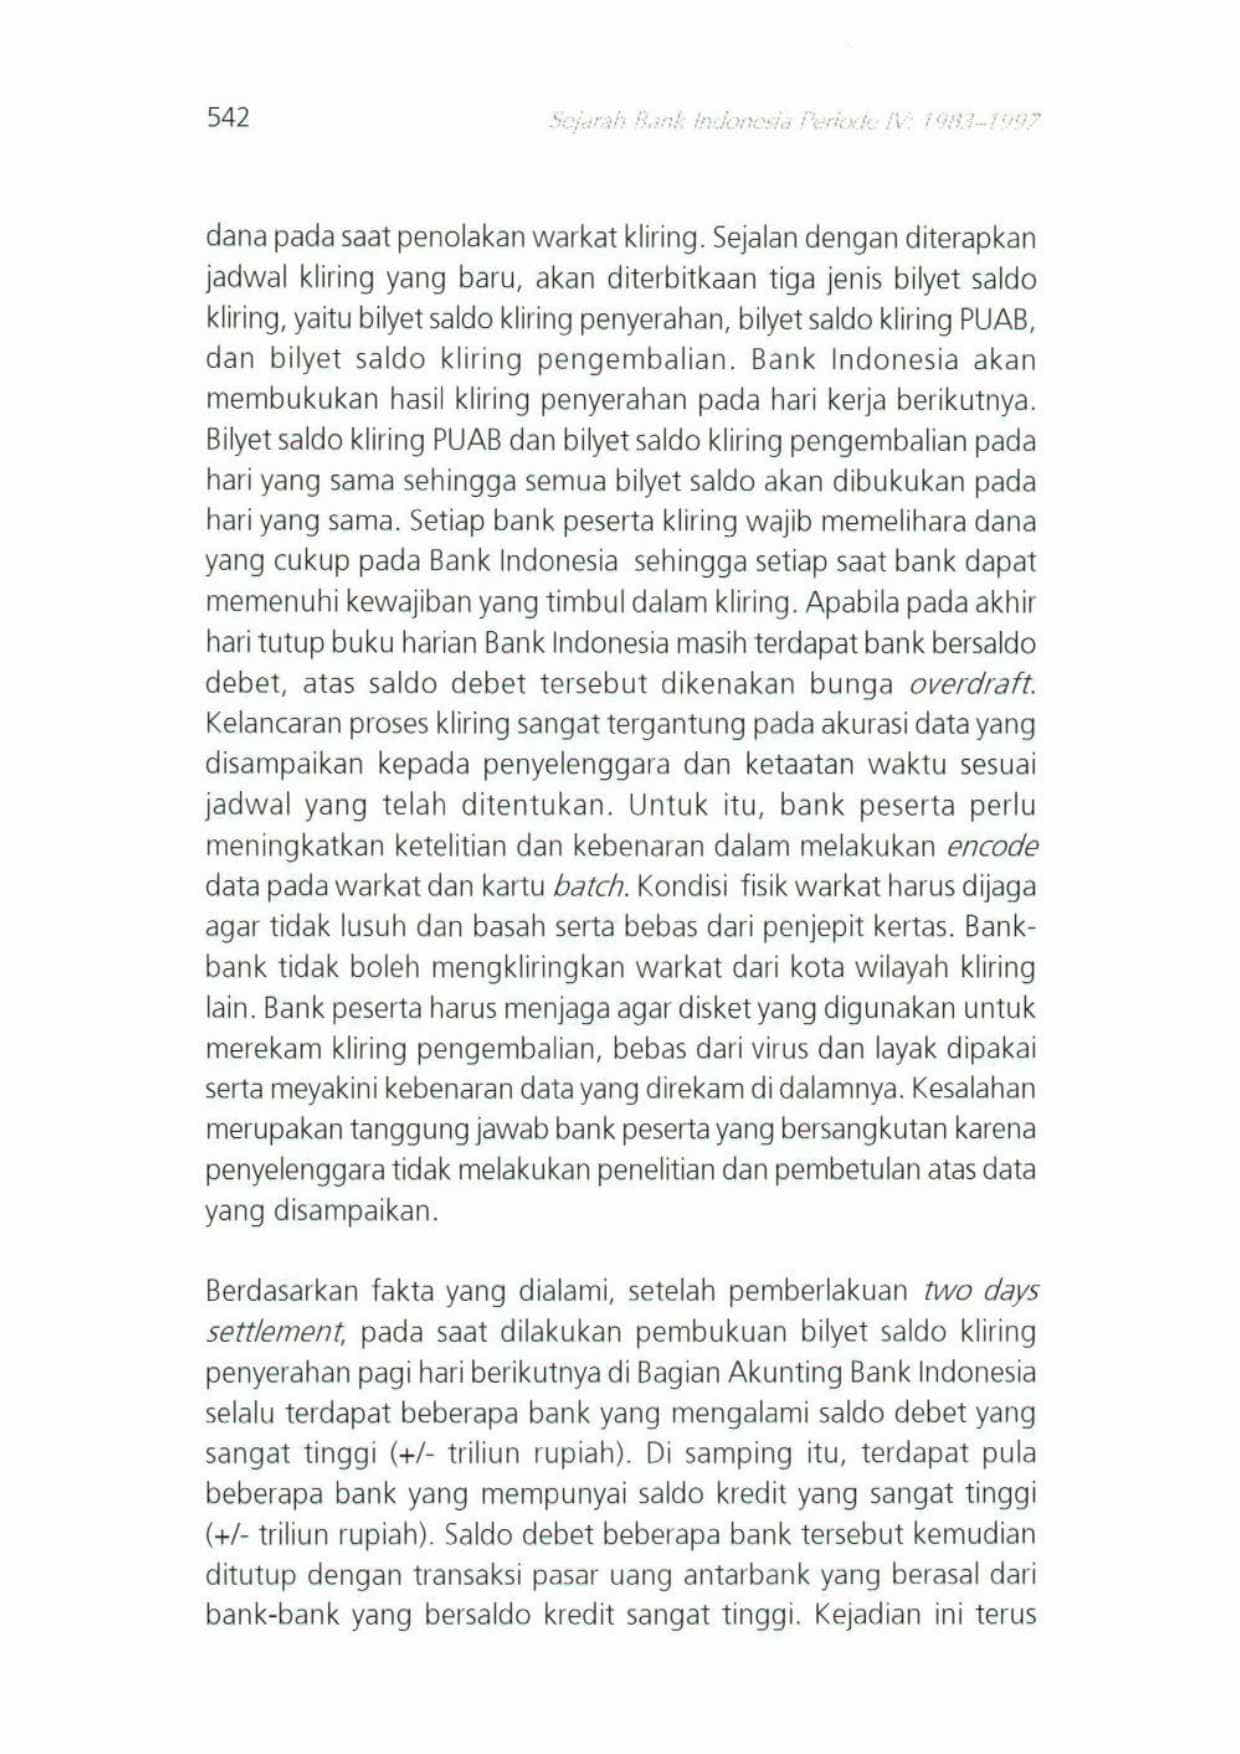 542
Sejarah Bank Indonesia Periode IV: 1983–1997
dana pada saat penolakan warkat kliring. Sejalan dengan diterapkan
jadwal kliring yang baru, akan diterbitkaan tiga jenis bilyet saldo
kliring, yaitu bilyet saldo kliring penyerahan, bilyet saldo kliring PUAB,
dan bilyet saldo kliring pengembalian. Bank Indonesia akan
membukukan hasil kliring penyerahan pada hari kerja berikutnya.
Bilyet saldo kliring PUAB dan bilyet saldo kliring pengembalian pada
hari yang sama sehingga semua bilyet saldo akan dibukukan pada
hari yang sama. Setiap bank peserta kliring wajib memelihara dana
yang cukup pada Bank Indonesia sehingga setiap saat bank dapat
memenuhi kewajiban yang timbul dalam kliring. Apabila pada akhir
hari tutup buku harian Bank Indonesia masih terdapat bank bersaldo
debet, atas saldo debet tersebut dikenakan bunga overdraft.
Kelancaran proses kliring sangat tergantung pada akurasi data yang
disampaikan kepada penyelenggara dan ketaatan waktu sesuai
jadwal yang telah ditentukan. Untuk itu, bank peserta perlu
meningkatkan ketelitian dan kebenaran dalam melakukan encode
data pada warkat dan kartu batch. Kondisi fisik warkat harus dijaga
agar tidak lusuh dan basah serta bebas dari penjepit kertas. Bank-
bank tidak boleh mengkliringkan warkat dari kota wilayah kliring
lain. Bank peserta harus menjaga agar disket yang digunakan untuk
merekam kliring pengembalian, bebas dari virus dan layak dipakai
serta meyakini kebenaran data yang direkam di dalamnya. Kesalahan
merupakan tanggung jawab bank peserta yang bersangkutan karena
penyelenggara tidak melakukan penelitian dan pembetulan atas data
yang disampaikan.
Berdasarkan fakta yang dialami, setelah pemberlakuan two days
settlement, pada saat dilakukan pembukuan bilyet saldo kliring
penyerahan pagi hari berikutnya di Bagian Akunting Bank Indonesia
selalu terdapat beberapa bank yang mengalami saldo debet yang
sangat tinggi (+/- triliun rupiah). Di samping itu, terdapat pula
beberapa bank yang mempunyai saldo kredit yang sangat tinggi
(+/- triliun rupiah). Saldo debet beberapa bank tersebut kemudian
ditutup dengan transaksi pasar uang antarbank yang berasal dari
bank-bank yang bersaldo kredit sangat tinggi. Kejadian ini terus